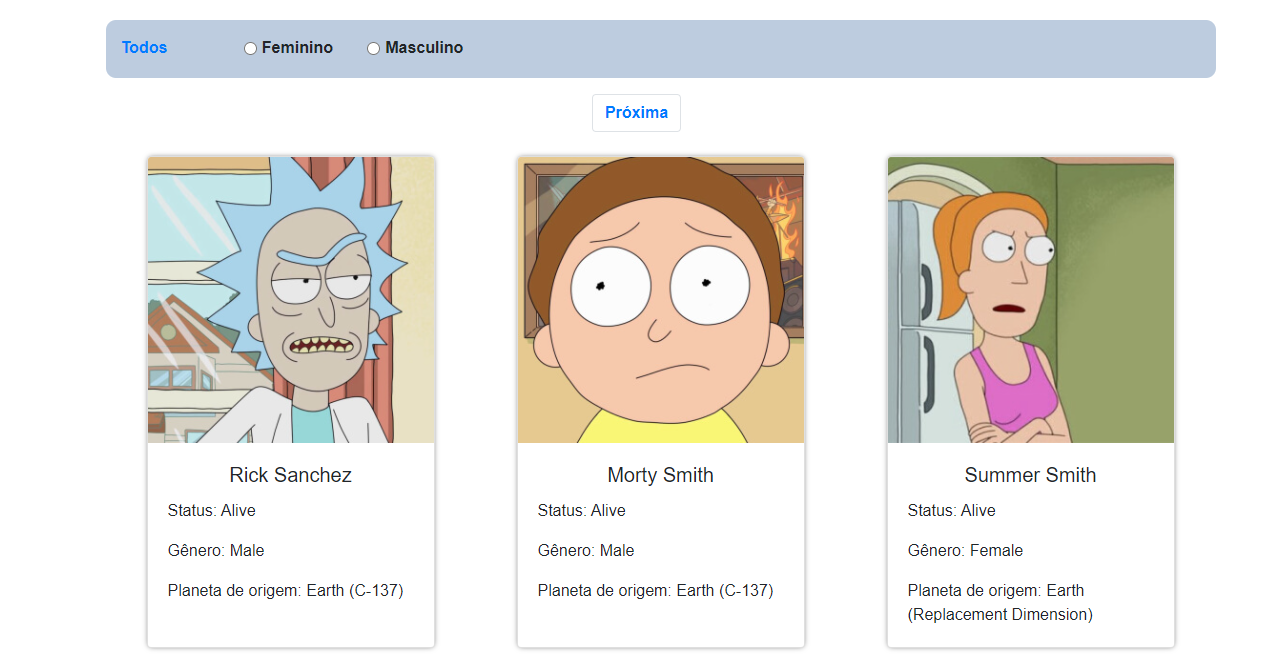 Todos Feminino Masculino
Próxima
Rick Sanchez
Status: Alive
Gênero: Male
Planeta de origem: Earth (C-137)
Morty Smith
Status: Alive
Gênero: Male
Planeta de origem: Earth (C-137)
Summer Smith
Status: Alive
Gênero: Female
Planeta de origem: Earth
(Replacement Dimension)